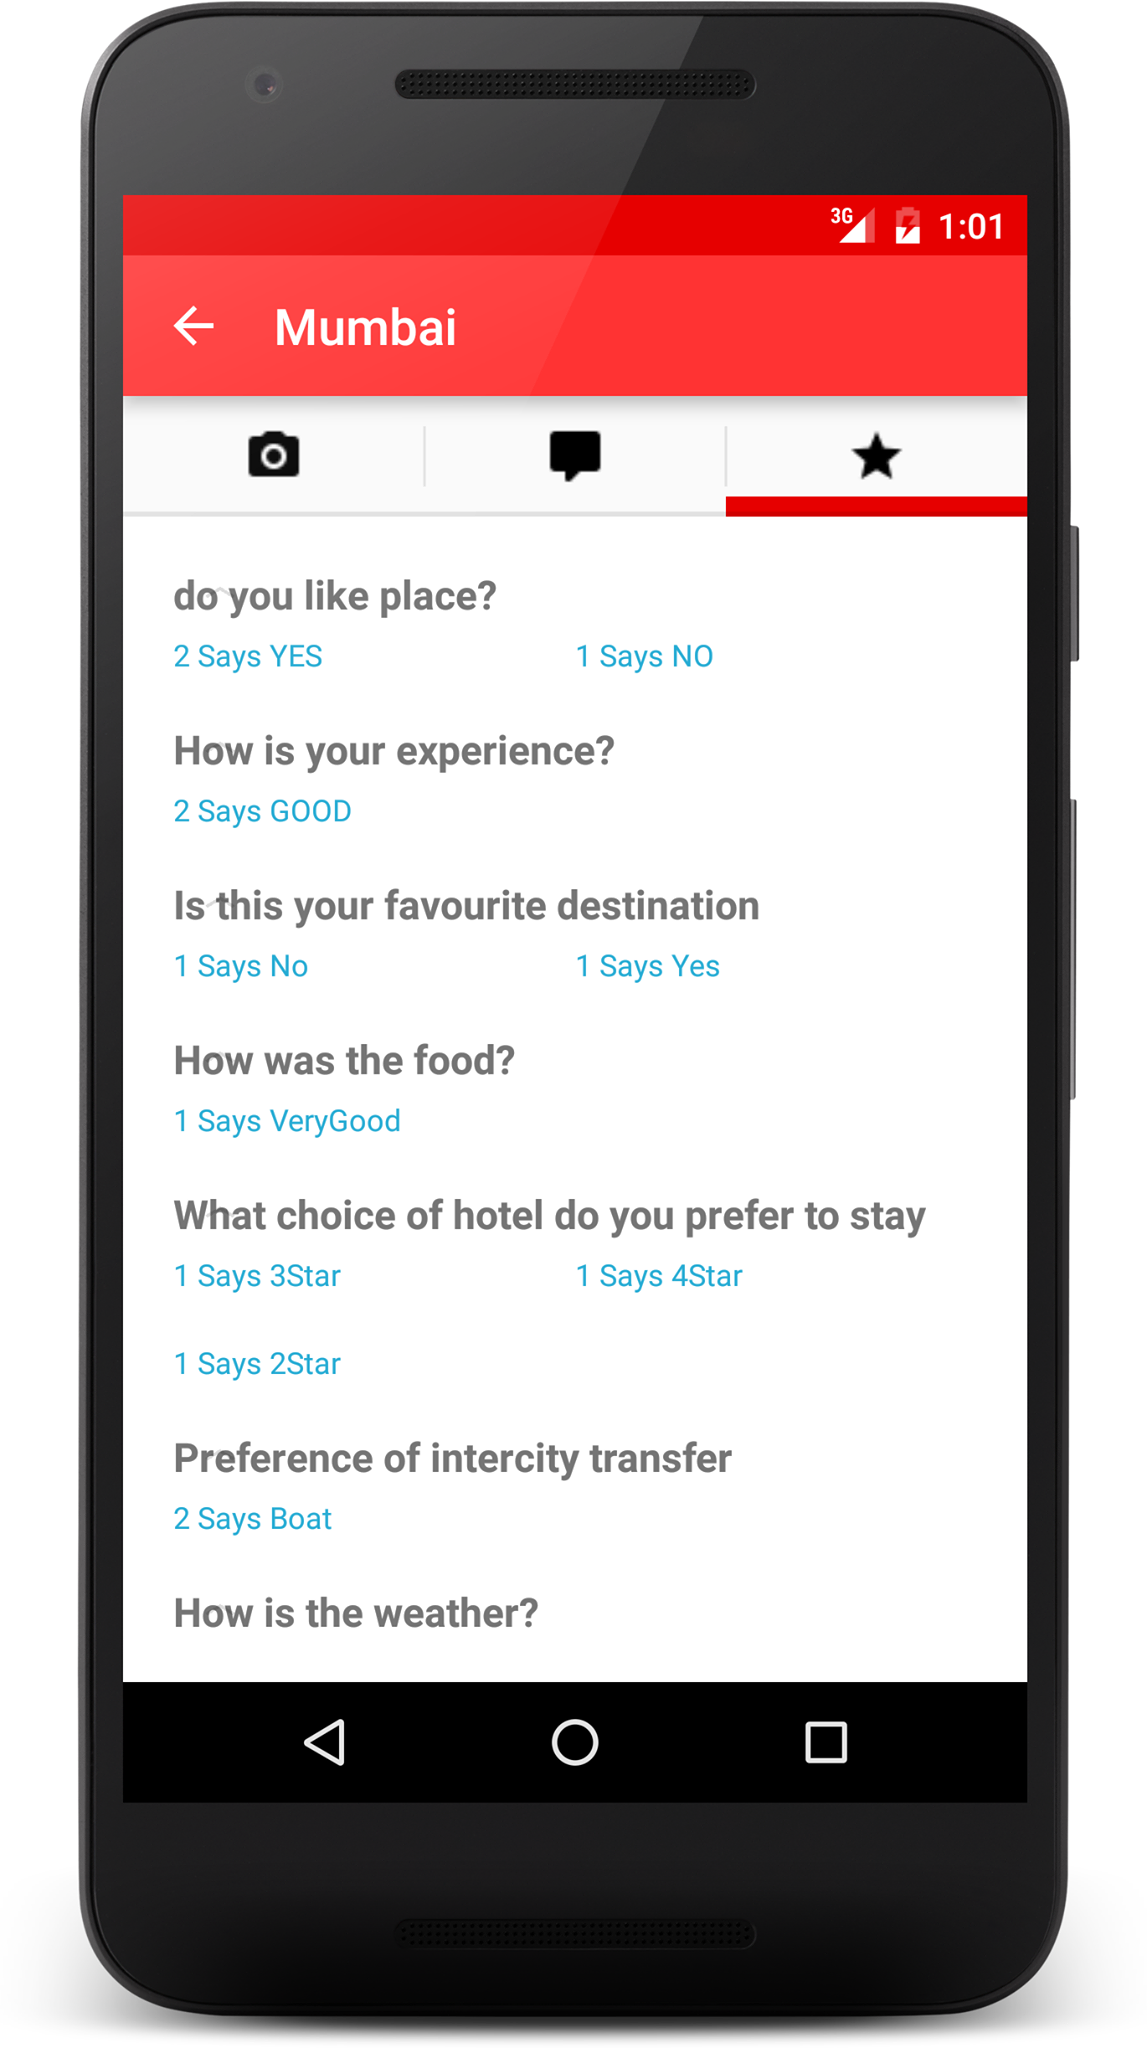 3G 1:01
Mumbai
do you like place?
2 Says YES 1 Says NO
How is your experience?
2 Says GOOD
Is this your favourite destination
1 Says No 1 Says Yes
How was the food?
1 Says VeryGood
What choice of hotel do you prefer to stay
1 Says 3Star 1 Says 4Star
1 Says 2Star
Preference of intercity transfer
2 Says Boat
How is the weather?